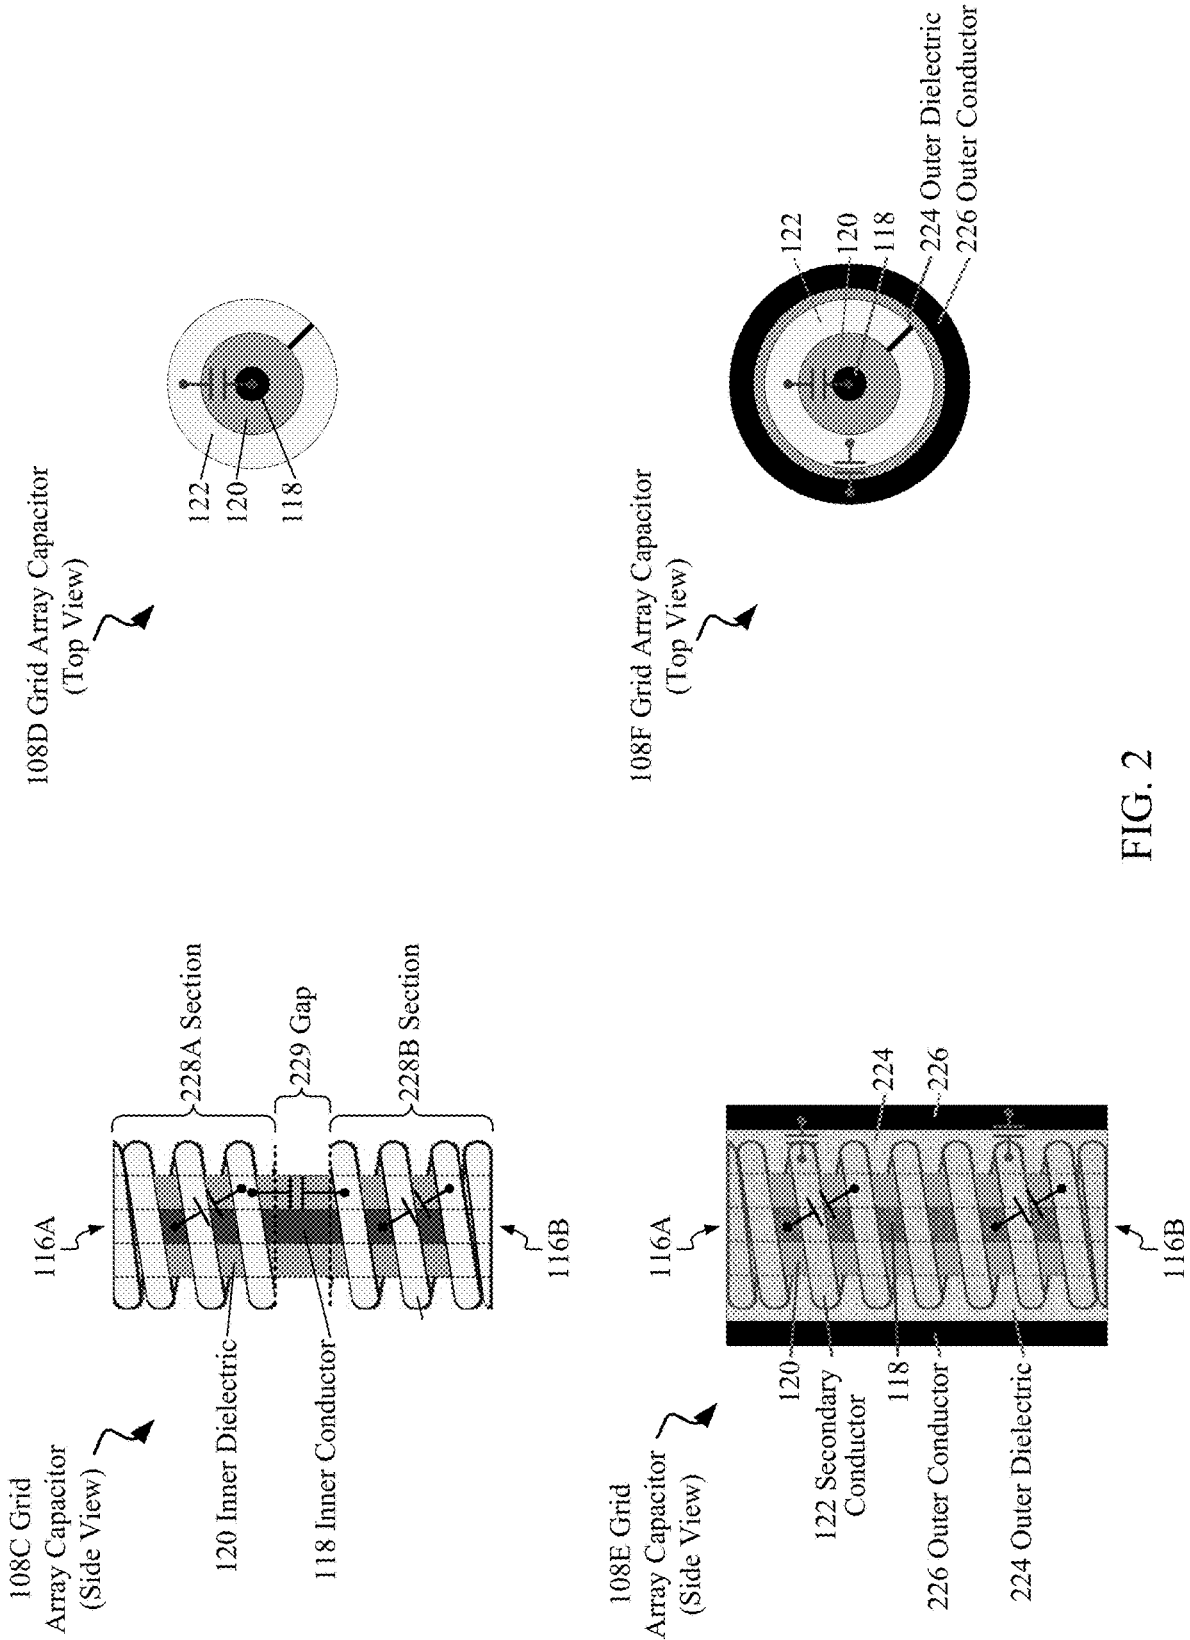 108C Grid
Array Capacitor
(Side View)
116A
228A Section
229 Gap
228B Section
116B
120 Inner Dielectric
118 Inner Conductor
108D Grid Array Capacitor
(Top View)
122
120
118
108E Grid
Array Capacitor
(Side View)
116A
224
226
116B
120
122 Secondary
Conductor
118
226 Outer Conductor
224 Outer Dielectric
108F Grid Array Capacitor
(Top View)
122
120
118
224 Outer Dielectric
226 Outer Conductor
FIG. 2